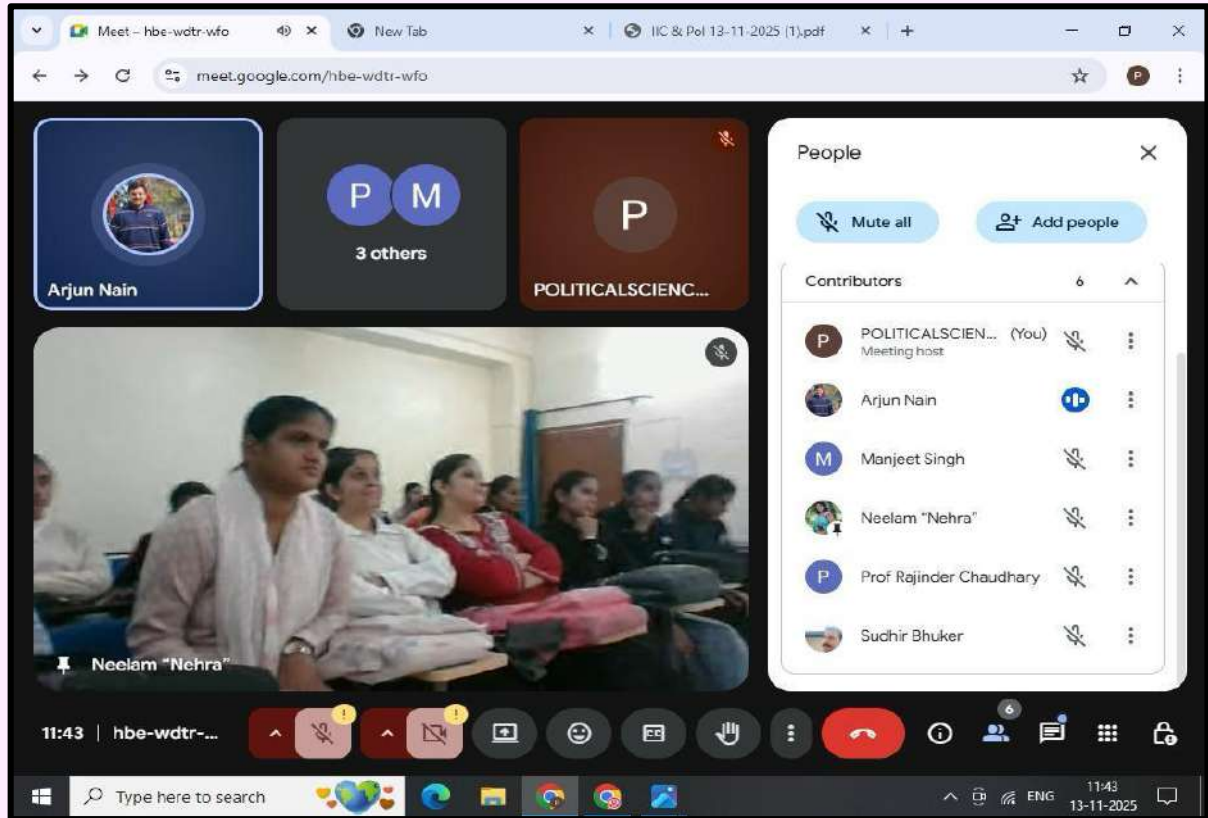 Meet – hbe-wdtr-wfo
New Tab
IIC & Pol 13-11-2025 (1).pdf
meet.google.com/hbe-wdtr-wfo
P
P M
3 others
Arjun Nain
P
POLITICALSCIENC...
Neelam "Nehra"
People
Mute all
Add people
Contributors 6
P POLITICALSCIEN... (You)
Meeting host
Arjun Nain
M Manjeet Singh
Neelam "Nehra"
P Prof Rajinder Chaudhary
Sudhir Bhuker
11:43 | hbe-wdtr-...
!
!
CC
6
Type here to search
ENG
11:43
13-11-2025